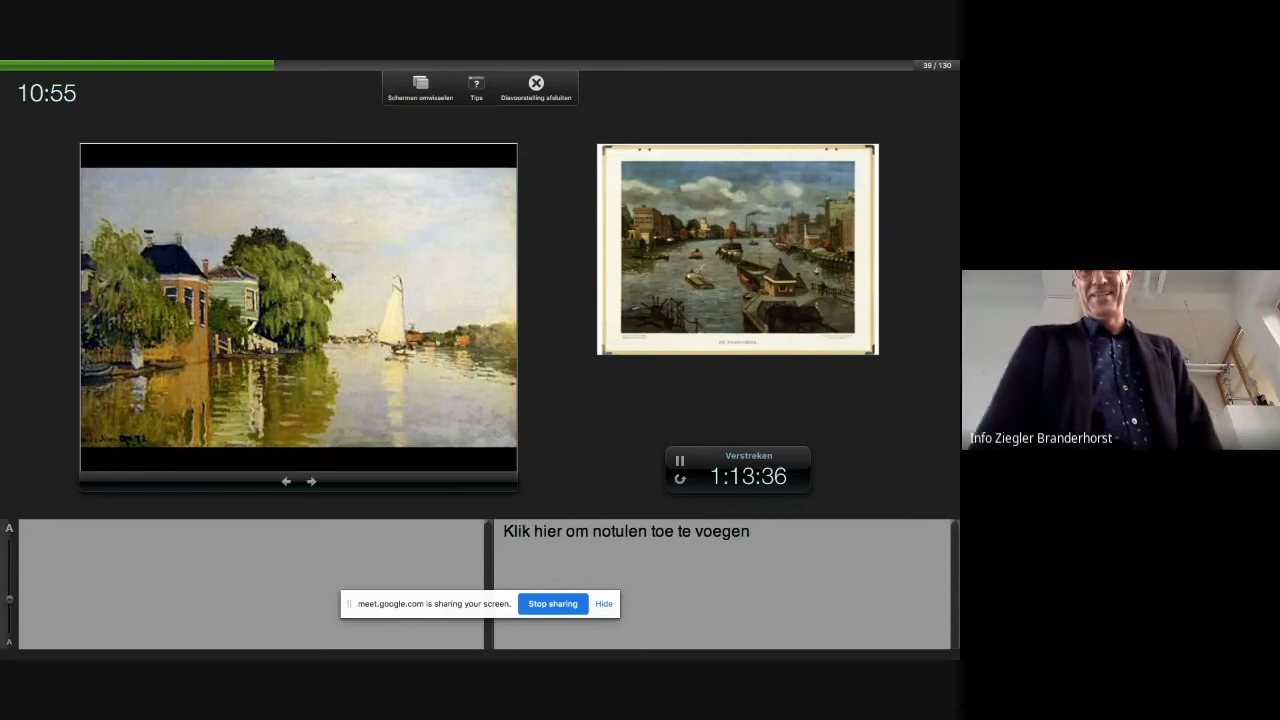 39 / 130
10:55
Schermen omwisselen
Tips
Diavoorstelling afsluiten
Info Ziegler Branderhorst
Verstreken
1:13:36
A
Klik hier om notulen toe te voegen
meet.google.com is sharing your screen.
Stop sharing
Hide
A